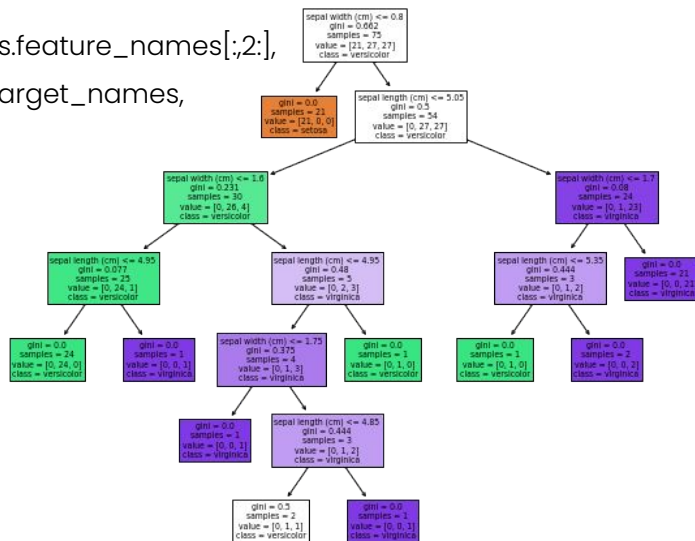 s.feature_names[:,2:],
arget_names,
sepal width (cm) <= 0.8
gini = 0.662
samples = 75
value = [21, 27, 27]
class = versicolor
gini = 0.0
samples = 21
value = [21, 0, 0]
class = setosa
sepal length (cm) <= 5.05
gini = 0.5
samples = 54
value = [0, 27, 27]
class = versicolor
sepal width (cm) <= 1.6
gini = 0.231
samples = 30
value = [0, 26, 4]
class = versicolor
sepal width (cm) <= 1.7
gini = 0.08
samples = 24
value = [0, 1, 23]
class = virginica
sepal length (cm) <= 4.95
gini = 0.077
samples = 25
value = [0, 24, 1]
class = versicolor
sepal length (cm) <= 4.95
gini = 0.48
samples = 5
value = [0, 2, 3]
class = virginica
sepal length (cm) <= 5.35
gini = 0.444
samples = 3
value = [0, 1, 2]
class = virginica
gini = 0.0
samples = 21
value = [0, 0, 21]
class = virginica
gini = 0.0
samples = 24
value = [0, 24, 0]
class = versicolor
gini = 0.0
samples = 1
value = [0, 0, 1]
class = virginica
sepal width (cm) <= 1.75
gini = 0.375
samples = 4
value = [0, 1, 3]
class = virginica
gini = 0.0
samples = 1
value = [0, 1, 0]
class = versicolor
gini = 0.0
samples = 1
value = [0, 1, 0]
class = versicolor
gini = 0.0
samples = 2
value = [0, 0, 2]
class = virginica
gini = 0.0
samples = 1
value = [0, 0, 1]
class = virginica
sepal length (cm) <= 4.85
gini = 0.444
samples = 3
value = [0, 1, 2]
class = virginica
gini = 0.5
samples = 2
value = [0, 1, 1]
class = versicolor
gini = 0.0
samples = 1
value = [0, 0, 1]
class = virginica